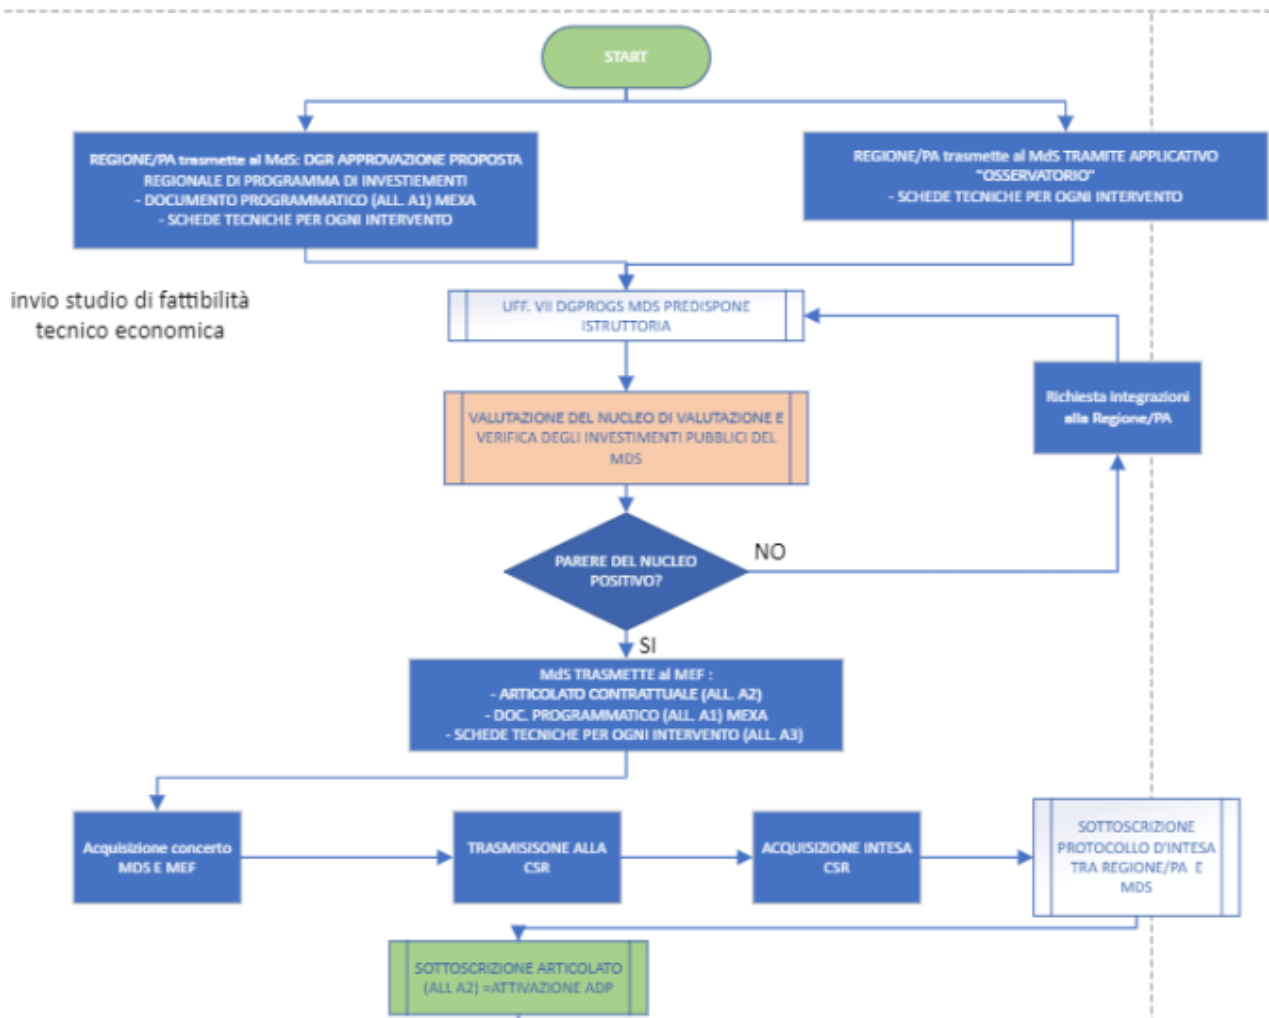 START
REGIONE/PA trasmette al MdS: DGR APPROVAZIONE PROPOSTA
REGIONALE DI PROGRAMMA DI INVESTIEMENTI
- DOCUMENTO PROGRAMMATICO (ALL. A1) MEXA
- SCHEDE TECNICHE PER OGNI INTERVENTO
REGIONE/PA trasmette al MdS TRAMITE APPLICATIVO
"OSSERVATORIO"
- SCHEDE TECNICHE PER OGNI INTERVENTO
invio studio di fattibilità
tecnico economica
UFF. VII DGPROGS MDS PREDISPONE
ISTRUTTORIA
Richiesta integrazioni
alla Regione/PA
VALUTAZIONE DEL NUCLEO DI VALUTAZIONE E
VERIFICA DEGLI INVESTIMENTI PUBBLICI DEL
MDS
PARERE DEL NUCLEO
POSITIVO?
NO
SI
MdS TRASMETTE al MEF :
- ARTICOLATO CONTRATTUALE (ALL. A2)
- DOC. PROGRAMMATICO (ALL. A1) MEXA
- SCHEDE TECNICHE PER OGNI INTERVENTO (ALL. A3)
Acquisizione concerto
MDS E MEF
TRASMISISONE ALLA
CSR
ACQUISIZIONE INTESA
CSR
SOTTOSCRIZIONE
PROTOCOLLO D'INTESA
TRA REGIONE/PA E
MDS
SOTTOSCRIZIONE ARTICOLATO
(ALL A2) =ATTIVAZIONE ADP